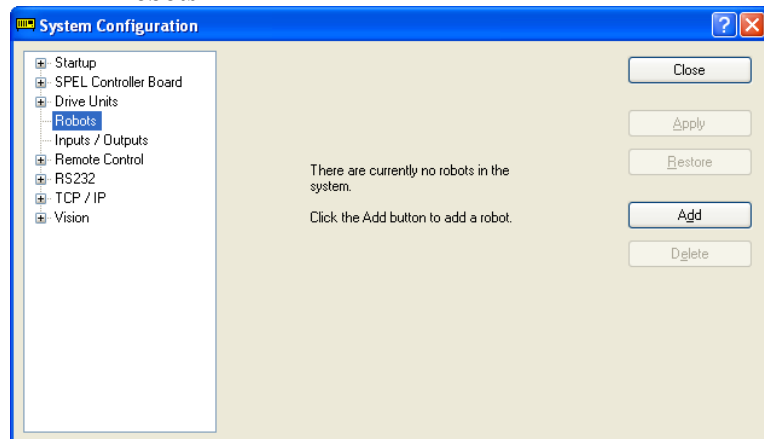 System Configuration
Startup
SPEL Controller Board
Drive Units
Robots
Inputs / Outputs
Remote Control
RS232
TCP / IP
Vision
There are currently no robots in the
system.
Click the Add button to add a robot.
Close
Apply
Restore
Add
Delete